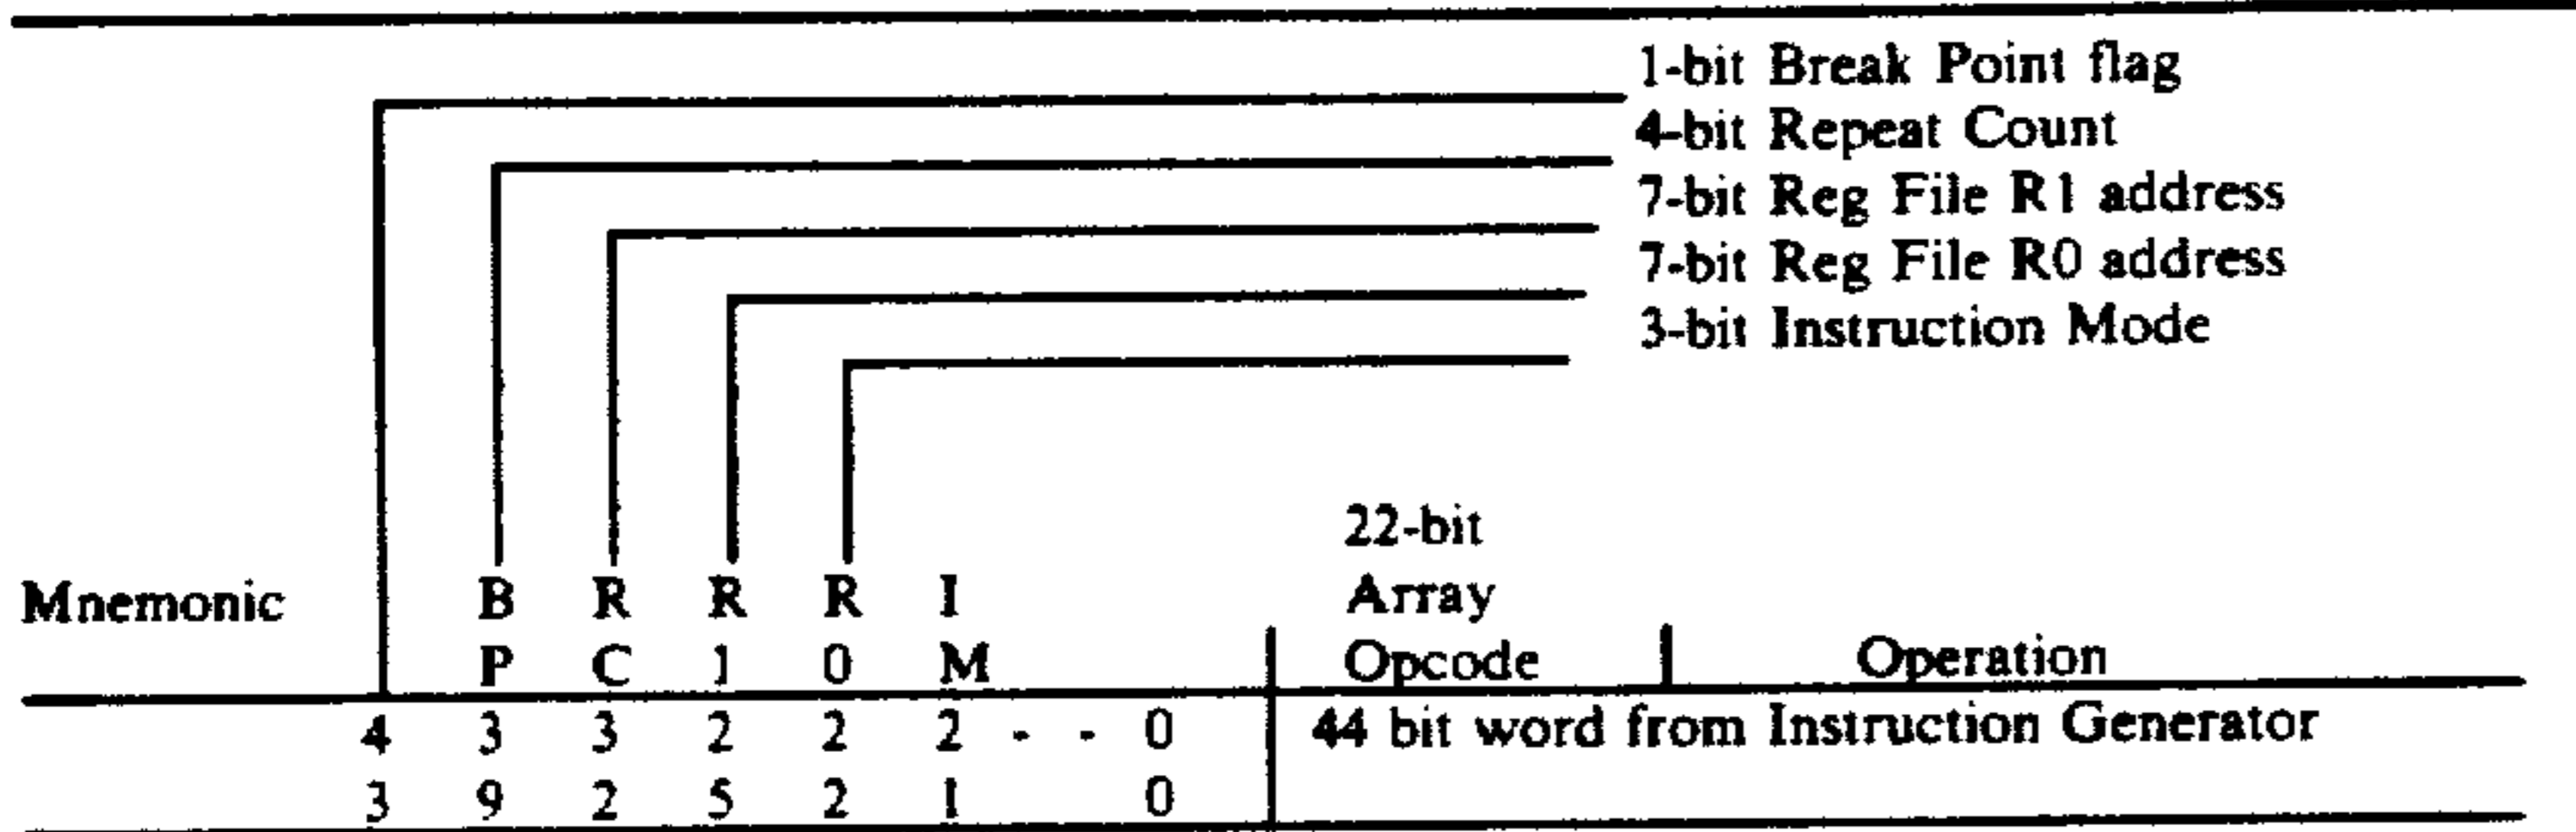 1-bit Break Point flag
4-bit Repeat Count
7-bit Reg File R1 address
7-bit Reg File R0 address
3-bit Instruction Mode
22-bit
Mnemonic B R R R I Array
P C 1 0 M Opcode Operation
4 3 3 2 2 2 - - 0 44 bit word from Instruction Generator
3 9 2 5 2 1 0